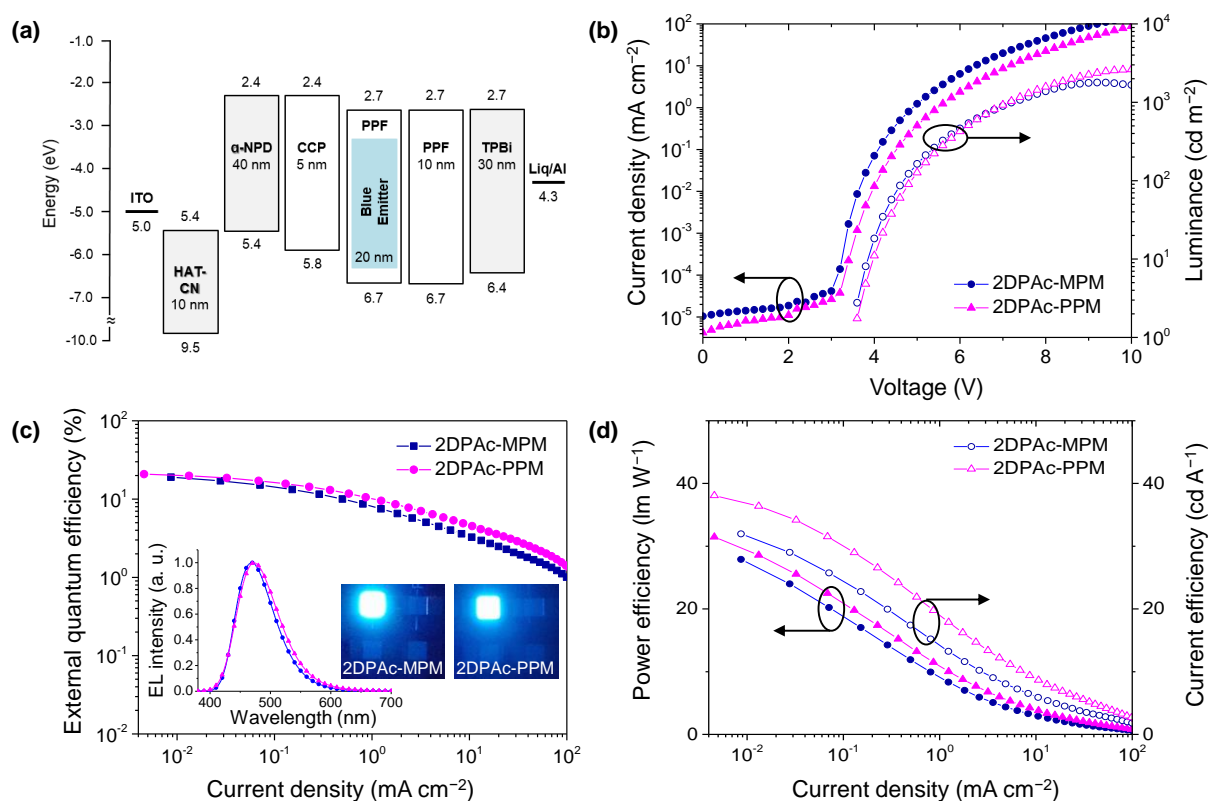 (a)
Energy (eV)
-1.0
-2.0
-3.0
-4.0
-5.0
-6.0
-7.0
≈
-10.0
ITO
5.0
5.4
HAT-
CN
10 nm
9.5
2.4
α-NPD
40 nm
5.4
2.4
CCP
5 nm
5.8
2.7
PPF
Blue
Emitter
20 nm
6.7
2.7
PPF
10 nm
6.7
2.7
TPBi
30 nm
6.4
Liq/Al
4.3
(b)
Current density (mA cm⁻²)
10²
10¹
10⁰
10⁻¹
10⁻²
10⁻³
10⁻⁴
10⁻⁵
0 2 4 6 8 10
Voltage (V)
10⁴
10³
10²
10¹
10⁰
Luminance (cd m⁻²)
2DPAc-MPM
2DPAc-PPM
(c)
External quantum efficiency (%)
10²
10¹
10⁰
10⁻¹
10⁻²
10⁻² 10⁻¹ 10⁰ 10¹ 10²
Current density (mA cm⁻²)
2DPAc-MPM
2DPAc-PPM
EL intensity (a. u.)
1.0
0.8
0.6
0.4
0.2
0.0
400 500 600 700
Wavelength (nm)
2DPAc-MPM
2DPAc-PPM
(d)
Power efficiency (lm W⁻¹)
40
20
0
10⁻² 10⁻¹ 10⁰ 10¹ 10²
Current density (mA cm⁻²)
40
20
0
Current efficiency (cd A⁻¹)
2DPAc-MPM
2DPAc-PPM